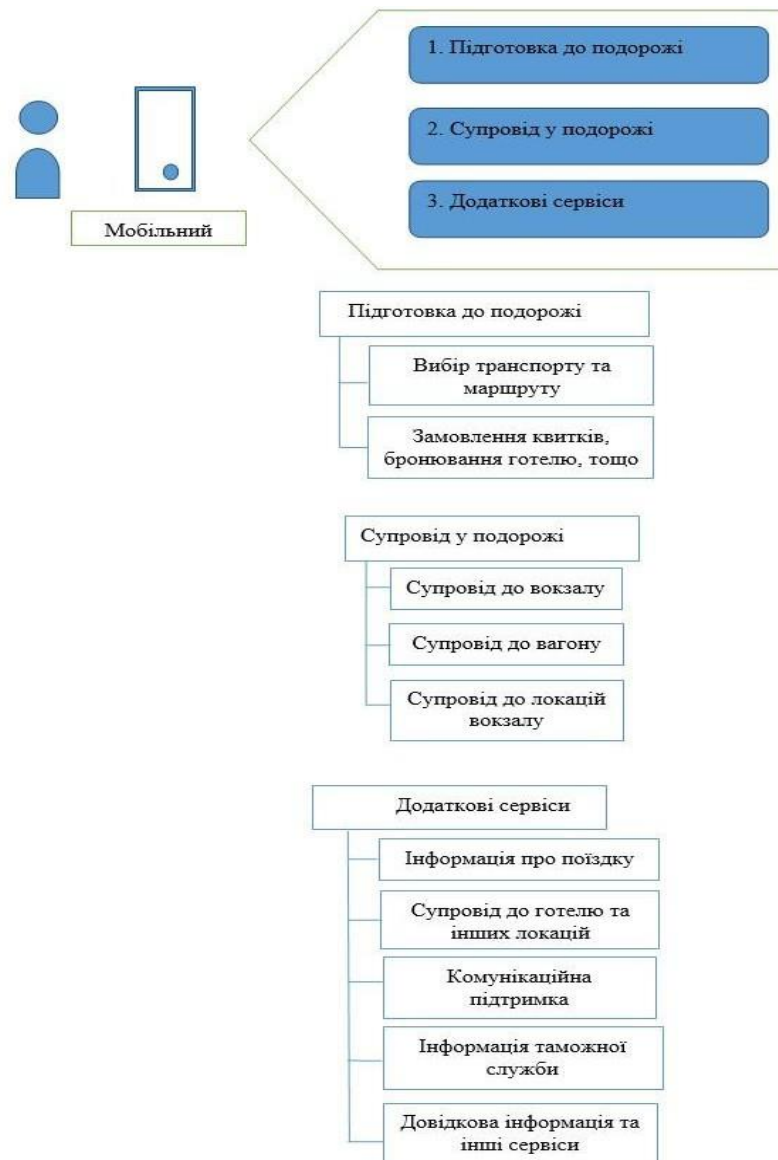 1. Підготовка до подорожі
2. Супровід у подорожі
3. Додаткові сервіси
Мобільний
Підготовка до подорожі
Вибір транспорту та
маршруту
Замовлення квитків,
бронювання готелю, тощо
Супровід у подорожі
Супровід до вокзалу
Супровід до вагону
Супровід до локацій
вокзалу
Додаткові сервіси
Інформація про поїздку
Супровід до готелю та
інших локацій
Комунікаційна
підтримка
Інформація таможної
служби
Довідкова інформація та
інші сервіси